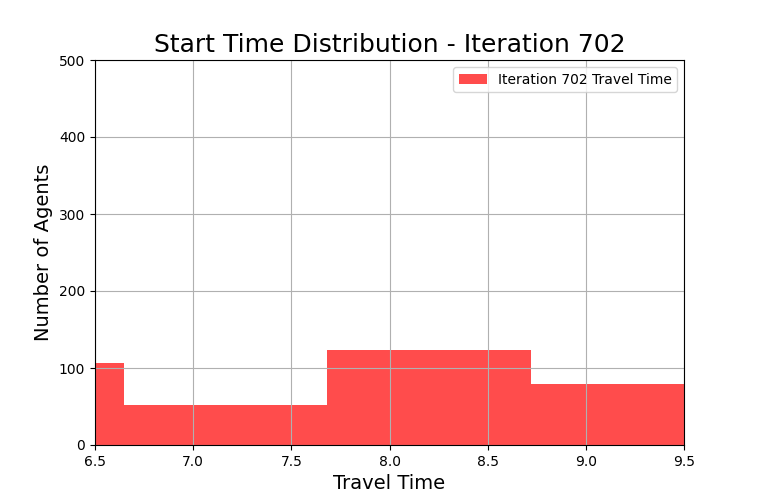 Start Time Distribution - Iteration 702
Iteration 702 Travel Time
Number of Agents
500
400
300
200
100
0
6.5 7.0 7.5 8.0 8.5 9.0 9.5
Travel Time